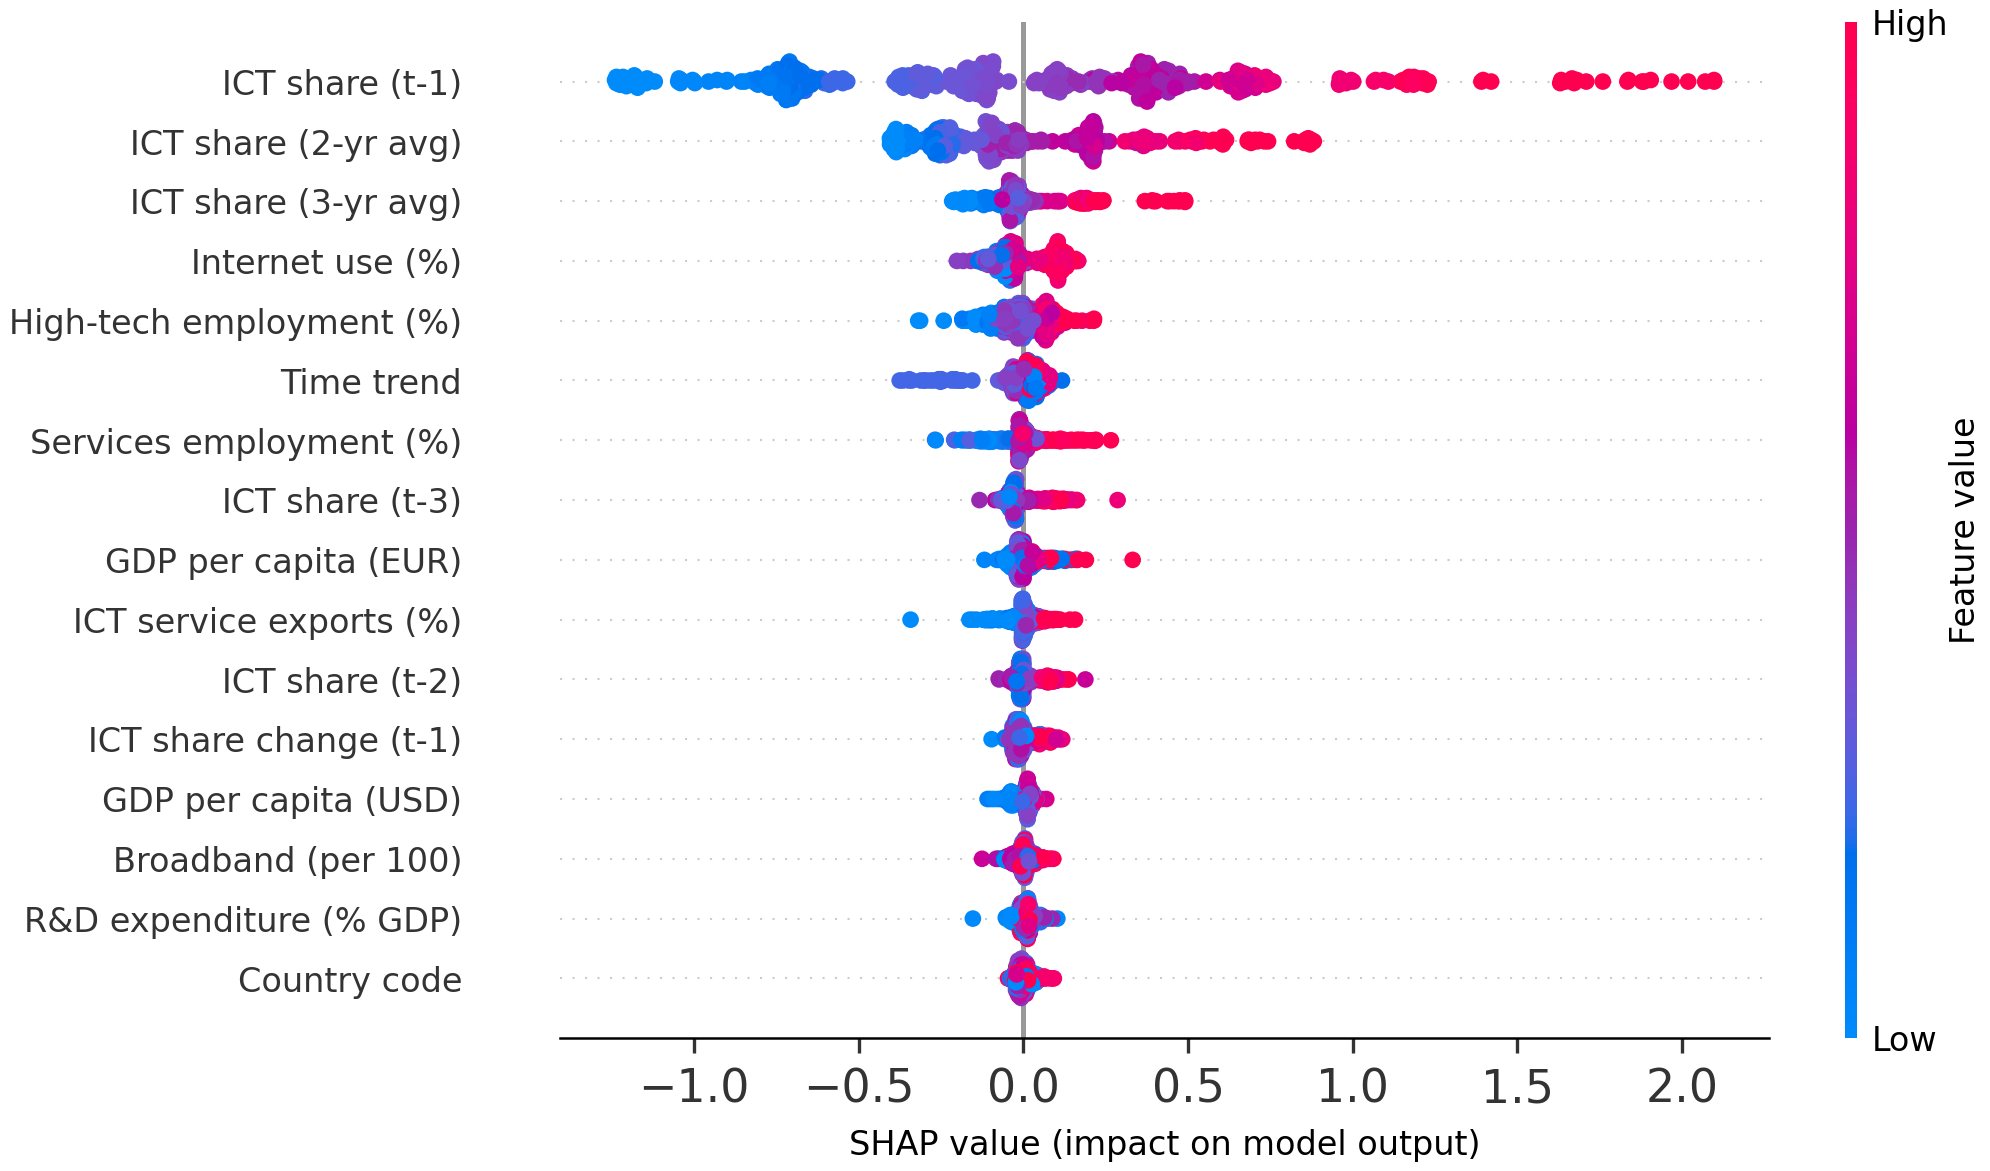 High
ICT share (t-1)
ICT share (2-yr avg)
ICT share (3-yr avg)
Internet use (%)
High-tech employment (%)
Time trend
Services employment (%)
ICT share (t-3)
GDP per capita (EUR)
ICT service exports (%)
ICT share (t-2)
ICT share change (t-1)
GDP per capita (USD)
Broadband (per 100)
R&D expenditure (% GDP)
Country code
Feature value
Low
−1.0 −0.5 0.0 0.5 1.0 1.5 2.0
SHAP value (impact on model output)